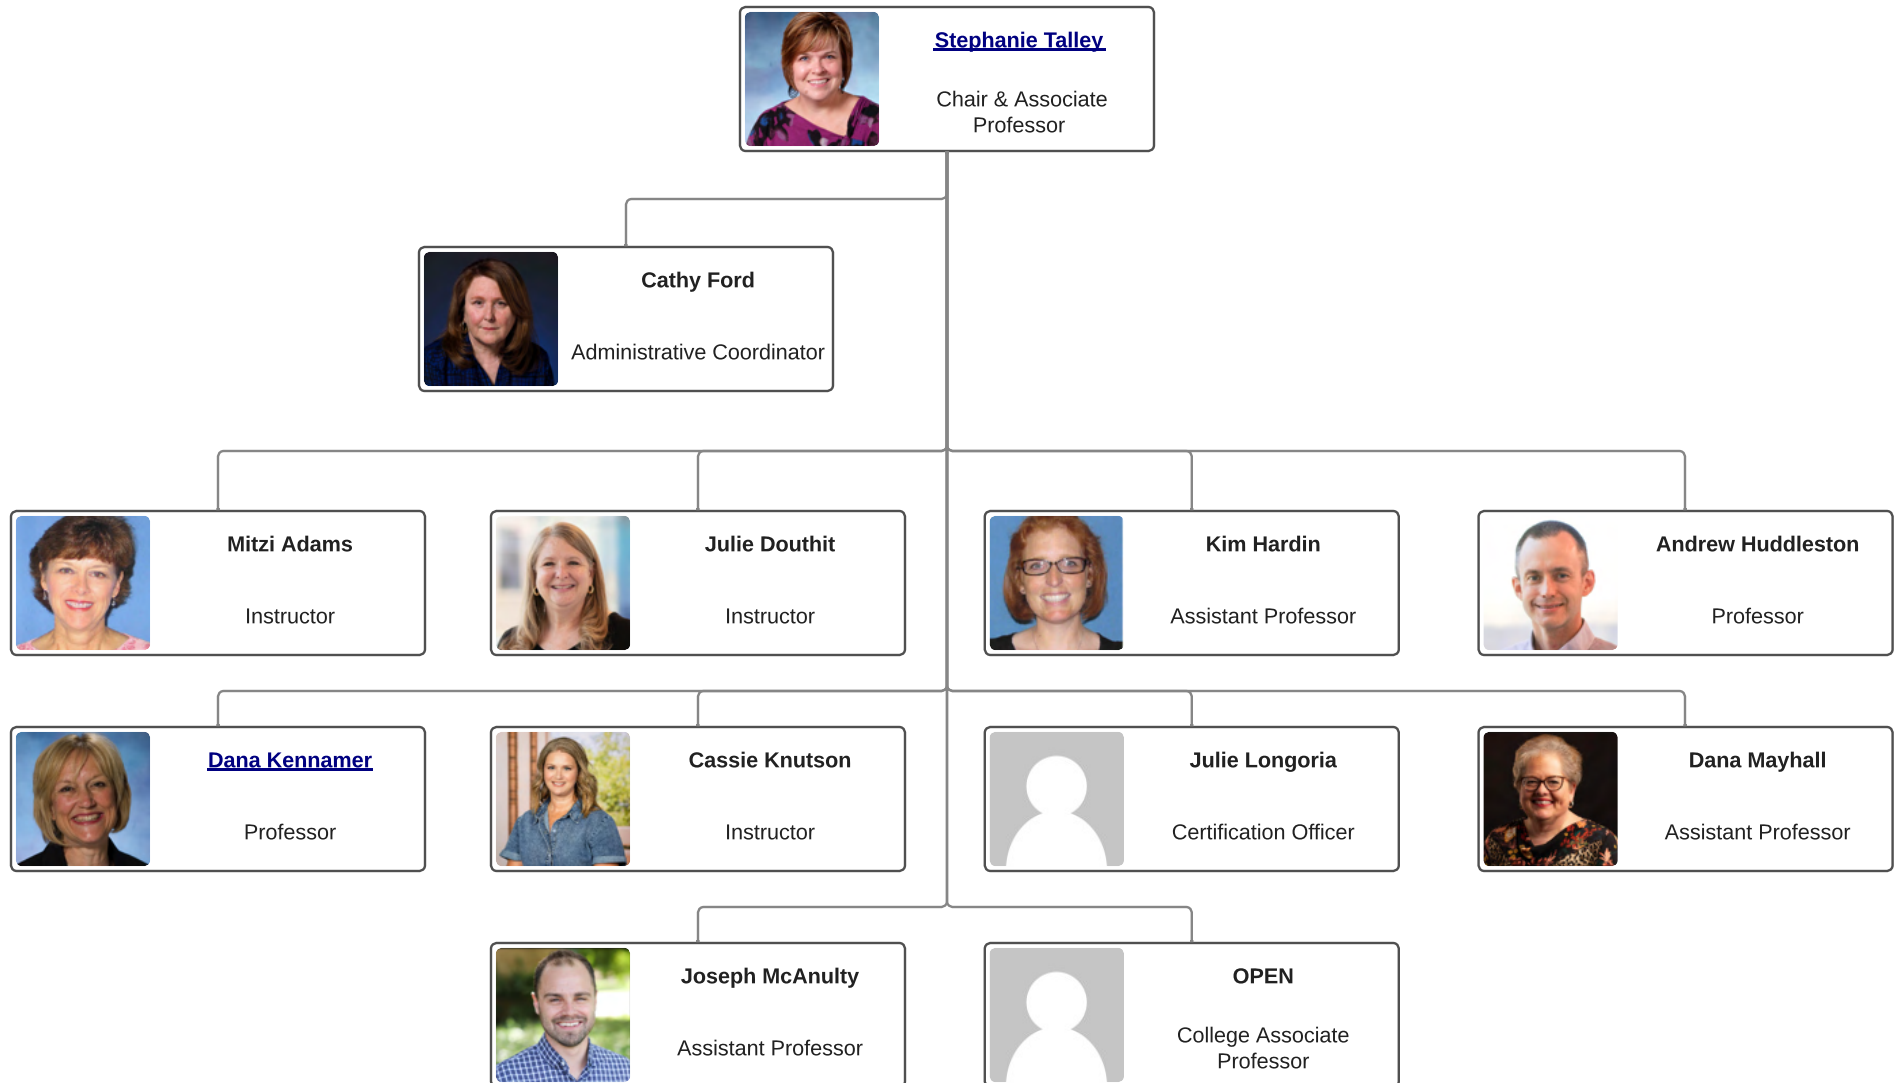 Stephanie Talley
Chair & Associate
Professor
Cathy Ford
Administrative Coordinator
Mitzi Adams
Instructor
Julie Douthit
Instructor
Kim Hardin
Assistant Professor
Andrew Huddleston
Professor
Dana Kennamer
Professor
Cassie Knutson
Instructor
Julie Longoria
Certification Officer
Dana Mayhall
Assistant Professor
Joseph McAnulty
Assistant Professor
OPEN
College Associate
Professor